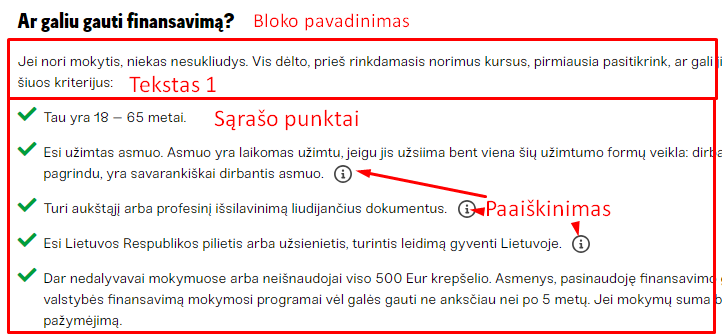 Ar galiu gauti finansavimą? Bloko pavadinimas
Jei nori mokytis, niekas nesukliudys. Vis dėlto, prieš rinkdamasis norimus kursus, pirmiausia pasitikrink, ar gali
šiuos kriterijus: Tekstas 1
Tau yra 18 – 65 metai. Sąrašo punktai
Esi užimtas asmuo. Asmuo yra laikomas užimtu, jeigu jis užsiima bent viena šių užimtumo formų veikla:
pagrindu, yra savarankiškai dirbantis asmuo.
Turi aukštąjį arba profesinį išsilavinimą liudijančius dokumentus. Paaiškinimas
Esi Lietuvos Respublikos pilietis arba užsienietis, turintis leidimą gyventi Lietuvoje.
Dar nedalyvavai mokymuose arba neišnaudojai viso 500 Eur krepšelio. Asmenys, pasinaudoję finansavimo
valstybės finansavimą mokymosi programai vėl galės gauti ne anksčiau nei po 5 metų. Jei mokymų suma
pažymėjimą.